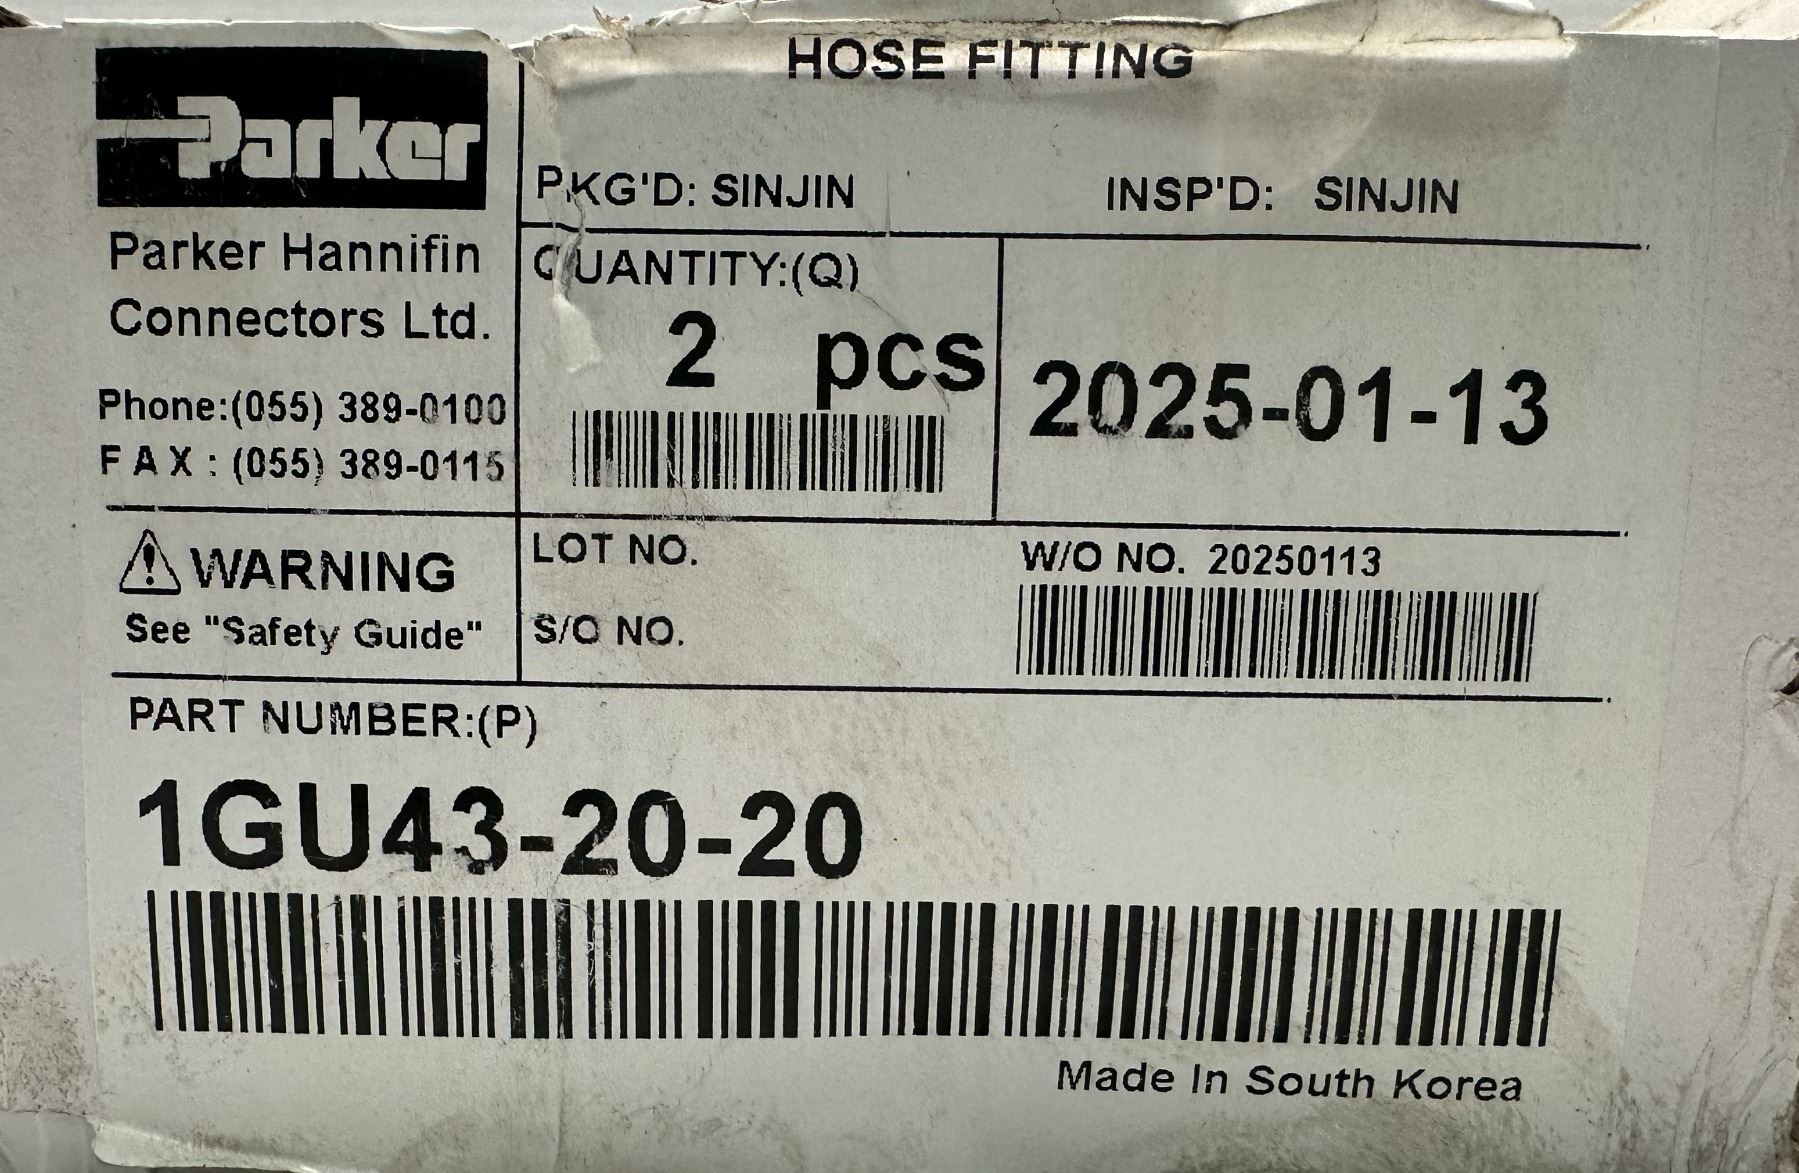 HOSE FITTING
Parker
PKG'D: SINJIN INSP'D: SINJIN
Parker Hannifin
Connectors Ltd.
Phone:(055) 389-0100
FAX: (055) 389-0115
QUANTITY:(Q)
2 pcs
2025-01-13
WARNING
See "Safety Guide"
LOT NO.
S/O NO.
W/O NO. 20250113
PART NUMBER:(P)
1GU43-20-20
Made In South Korea